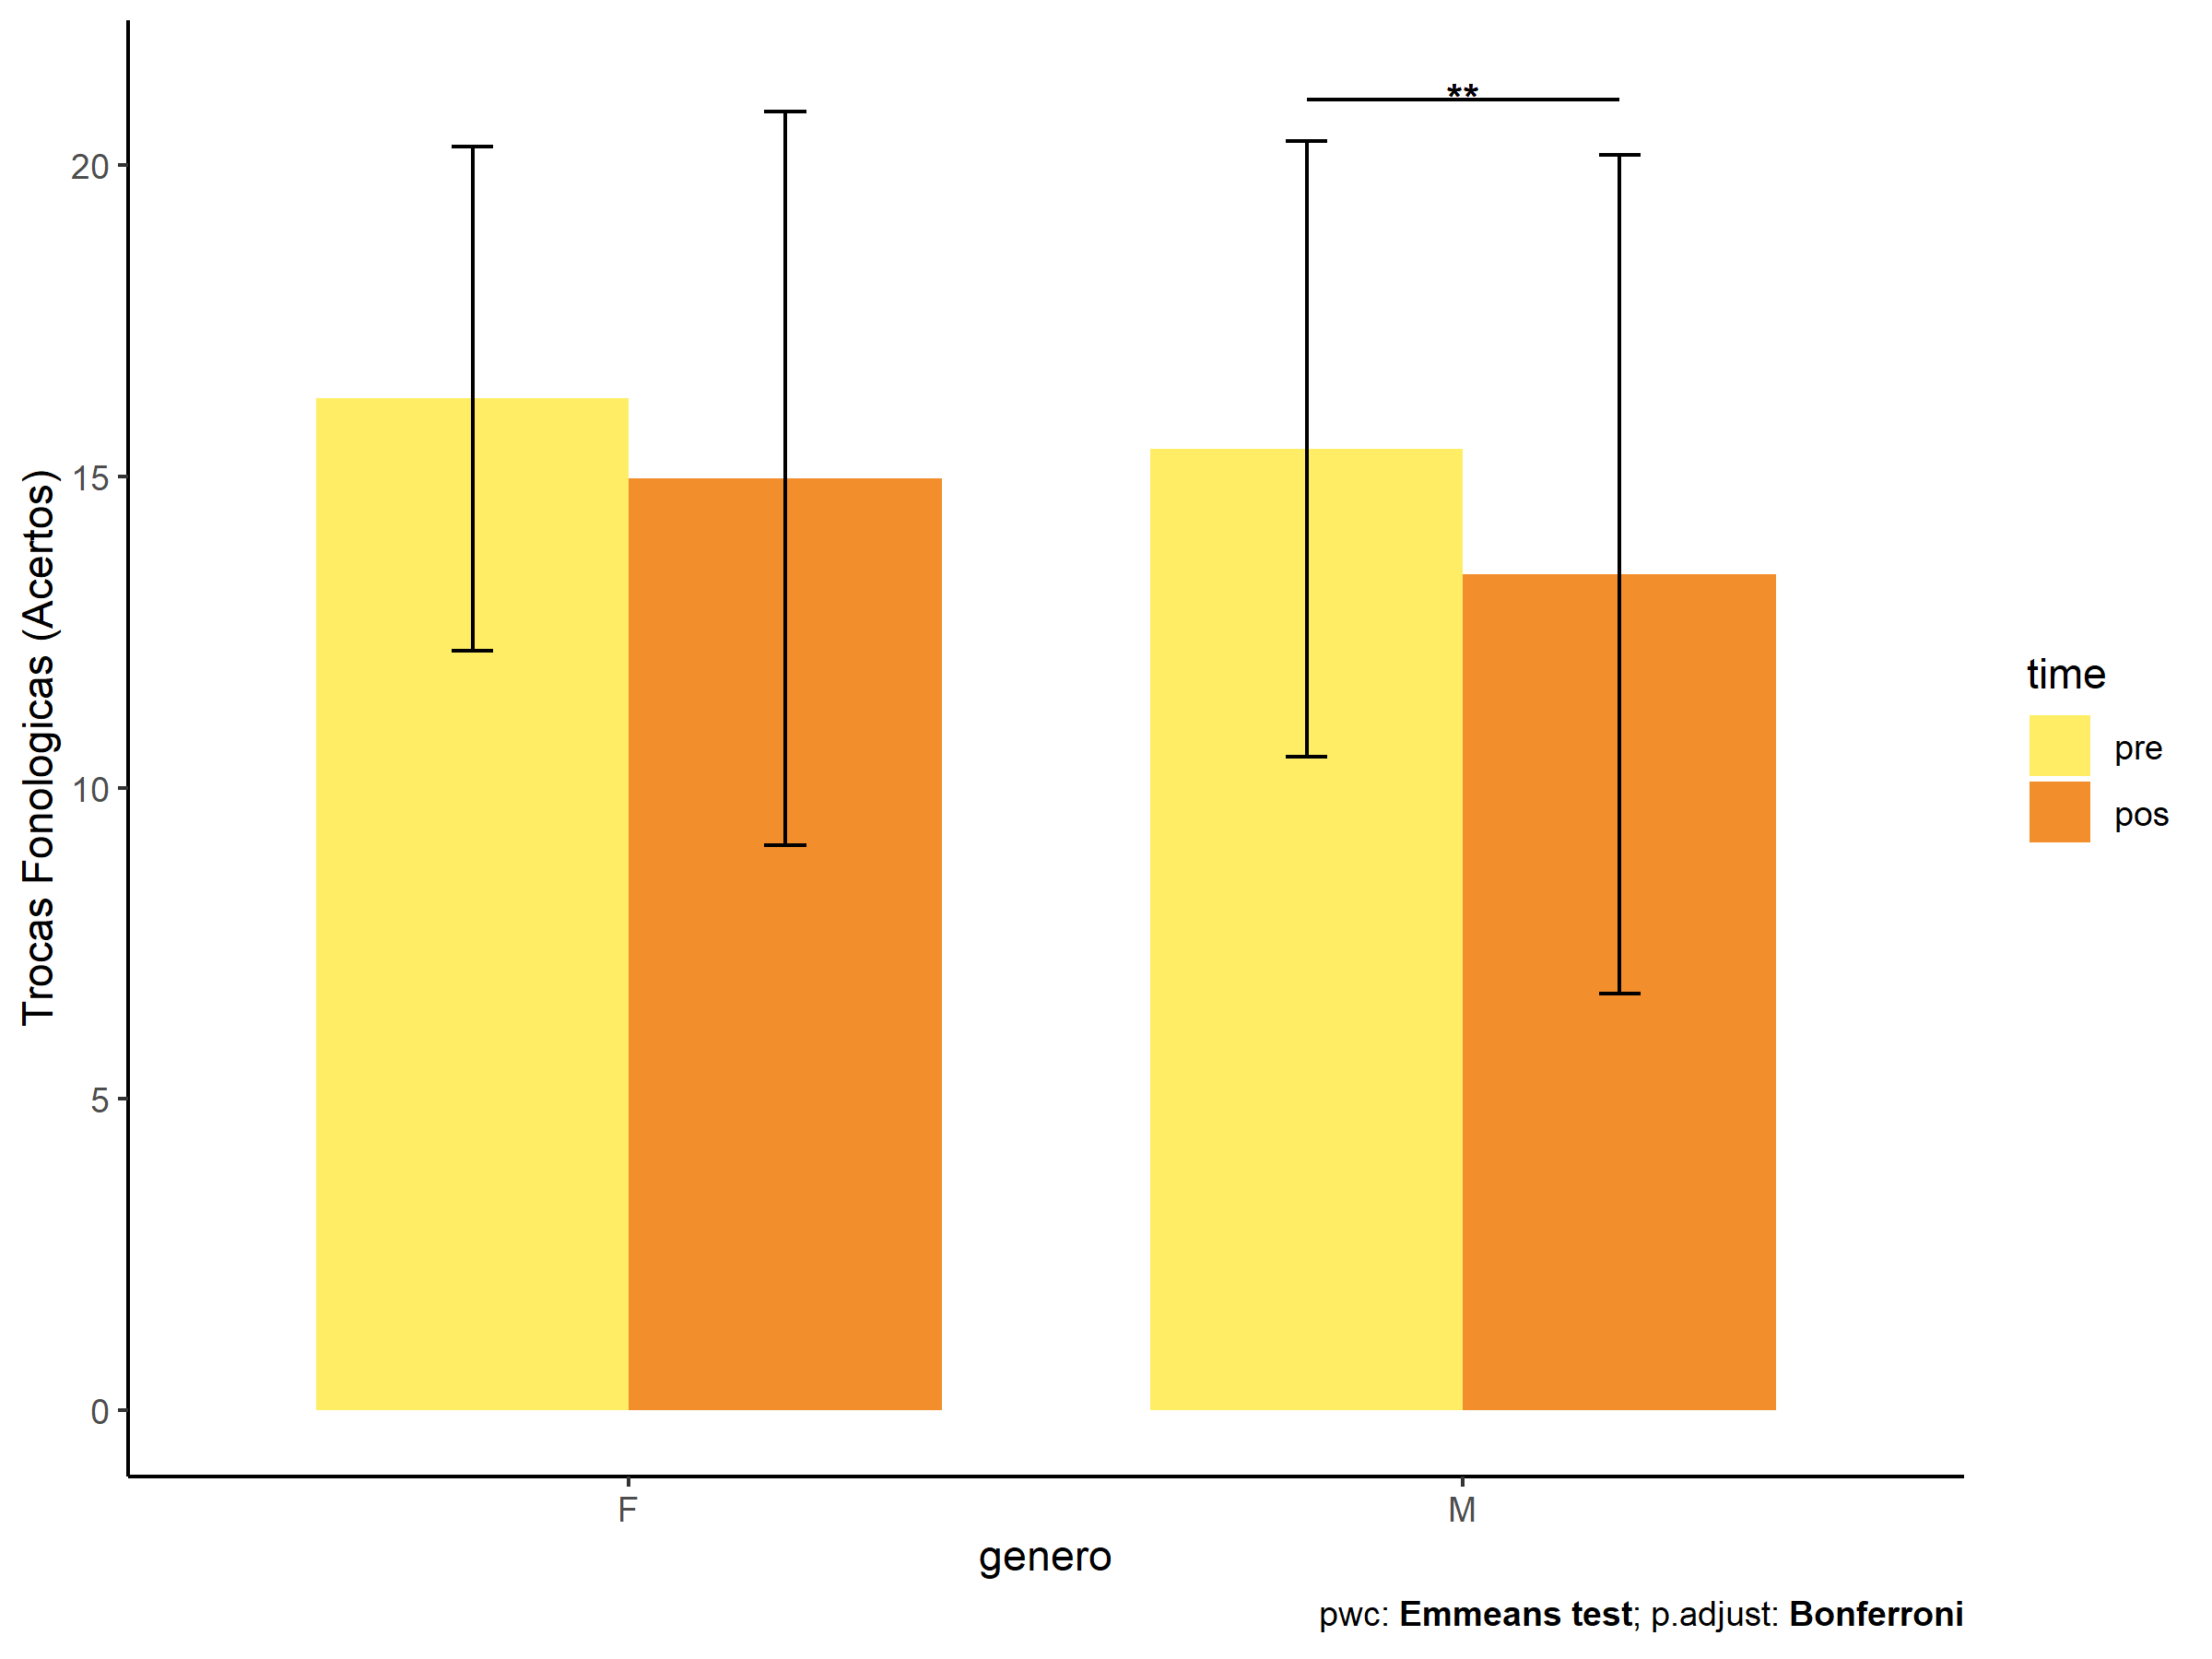 **
20
15
10
5
0
Trocas Fonologicas (Acertos)
F
M
genero
time
pre
pos
pwc: Emmeans test; p.adjust: Bonferroni